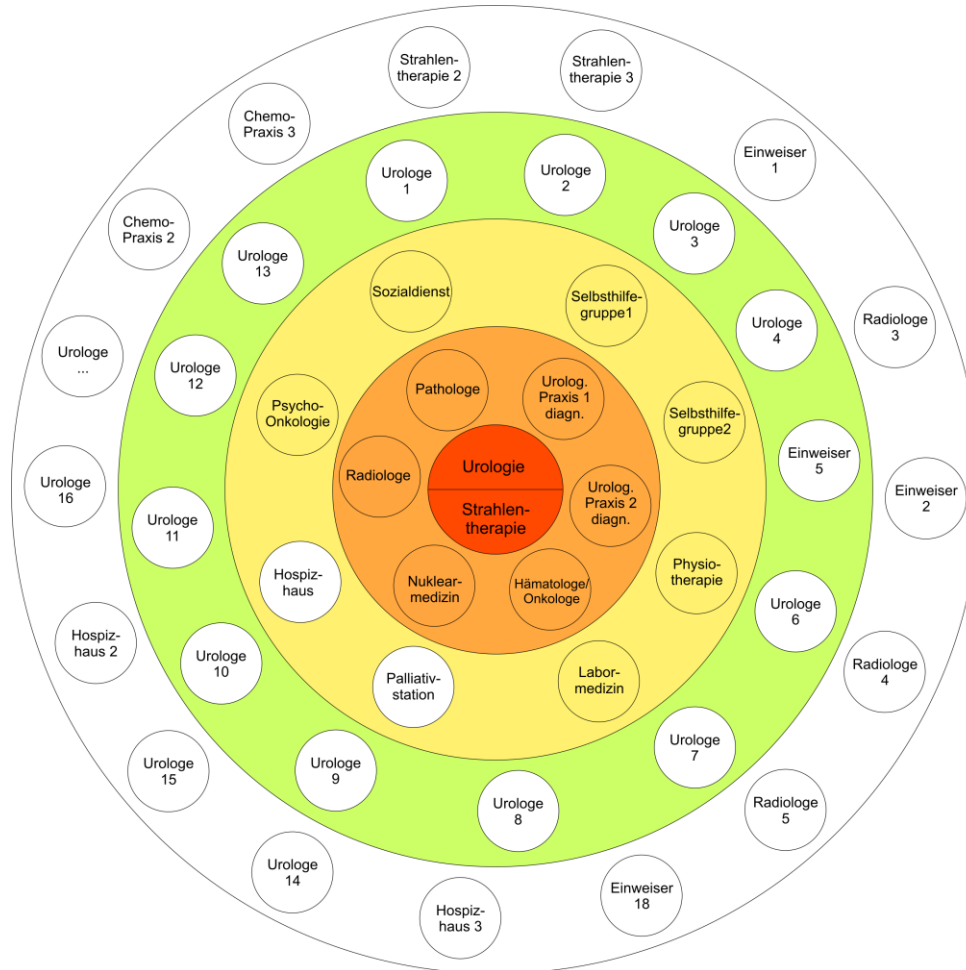 Strahlen-
therapie 2
Strahlen-
therapie 3
Chemo-
Praxis 3
Einweiser
1
Urologe
1
Urologe
2
Chemo-
Praxis 2
Urologe
3
Urologe
13
Sozialdienst
Selbsthilfe-
gruppe1
Urologe
4
Radiologe
3
Urologe
...
Urologe
12
Pathologe
Urolog.
Praxis 1
diagn.
Psycho-
Onkologie
Selbsthilfe-
gruppe2
Einweiser
5
Urologie
Radiologe
Urologe
16
Einweiser
2
Strahlen-
therapie
Urolog.
Praxis 2
diagn.
Urologe
11
Hospiz-
haus
Nuklear-
medizin
Hämatologe/
Onkologe
Physio-
therapie
Urologe
6
Hospiz-
haus 2
Urologe
10
Palliativ-
station
Labor-
medizin
Radiologe
4
Urologe
7
Urologe
15
Urologe
9
Urologe
8
Radiologe
5
Urologe
14
Einweiser
18
Hospiz-
haus 3